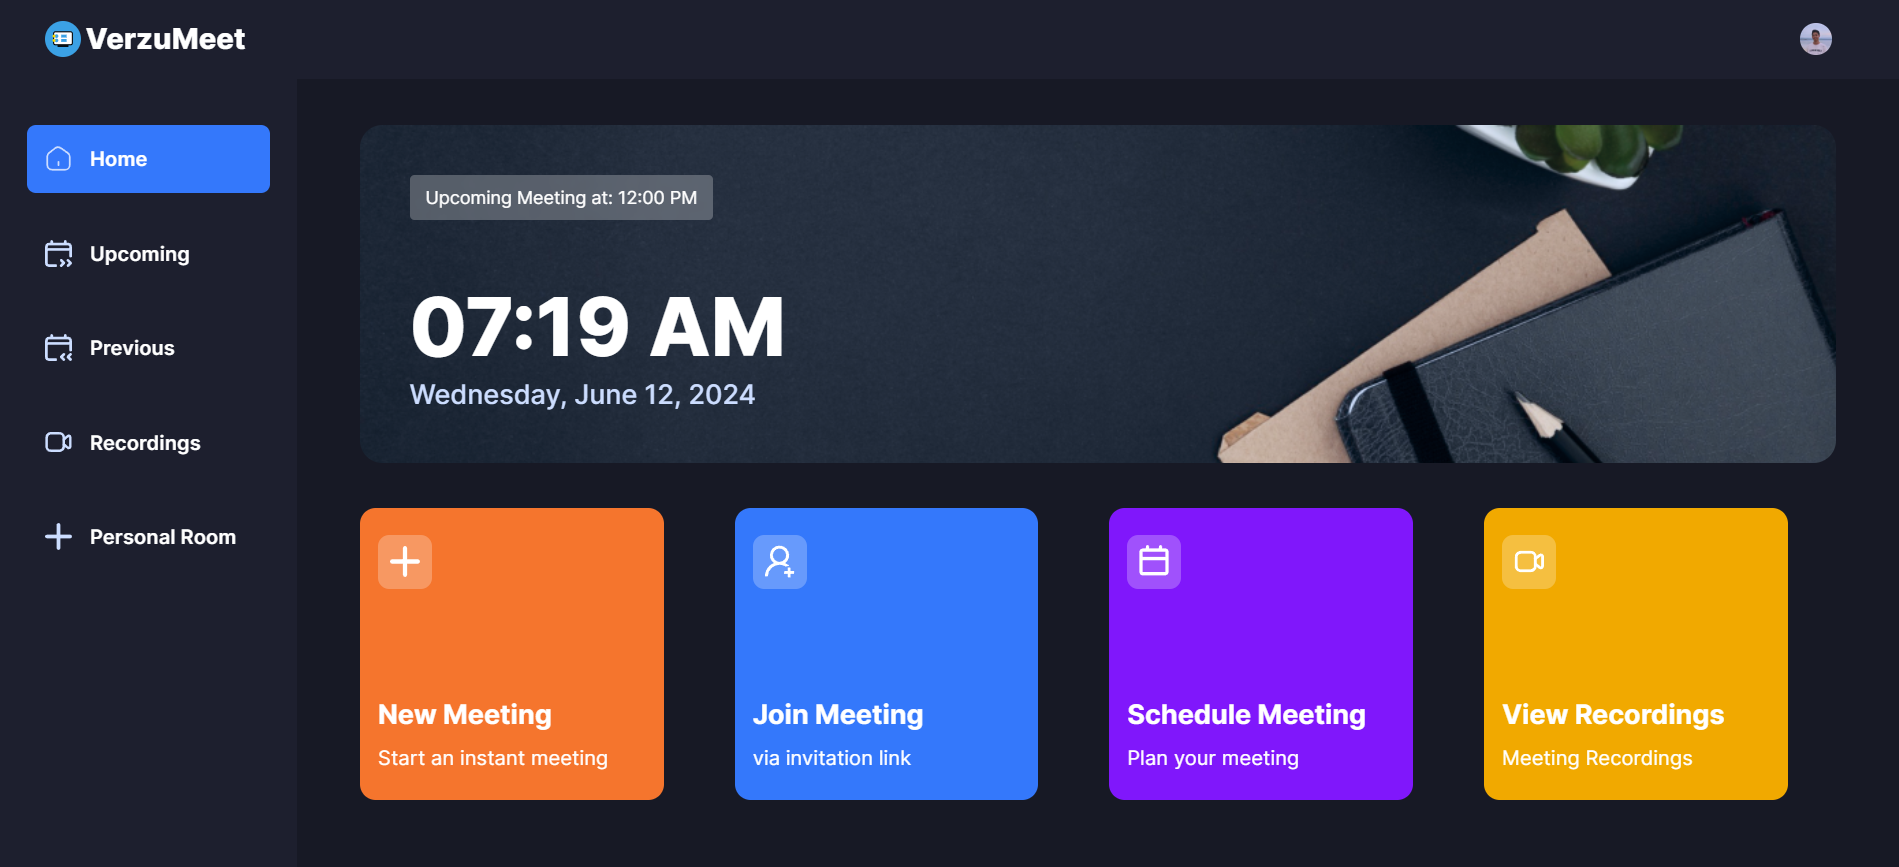 VerzuMeet
Home
Upcoming
Previous
Recordings
Personal Room
Upcoming Meeting at: 12:00 PM
07:19 AM
Wednesday, June 12, 2024
New Meeting
Start an instant meeting
Join Meeting
via invitation link
Schedule Meeting
Plan your meeting
View Recordings
Meeting Recordings